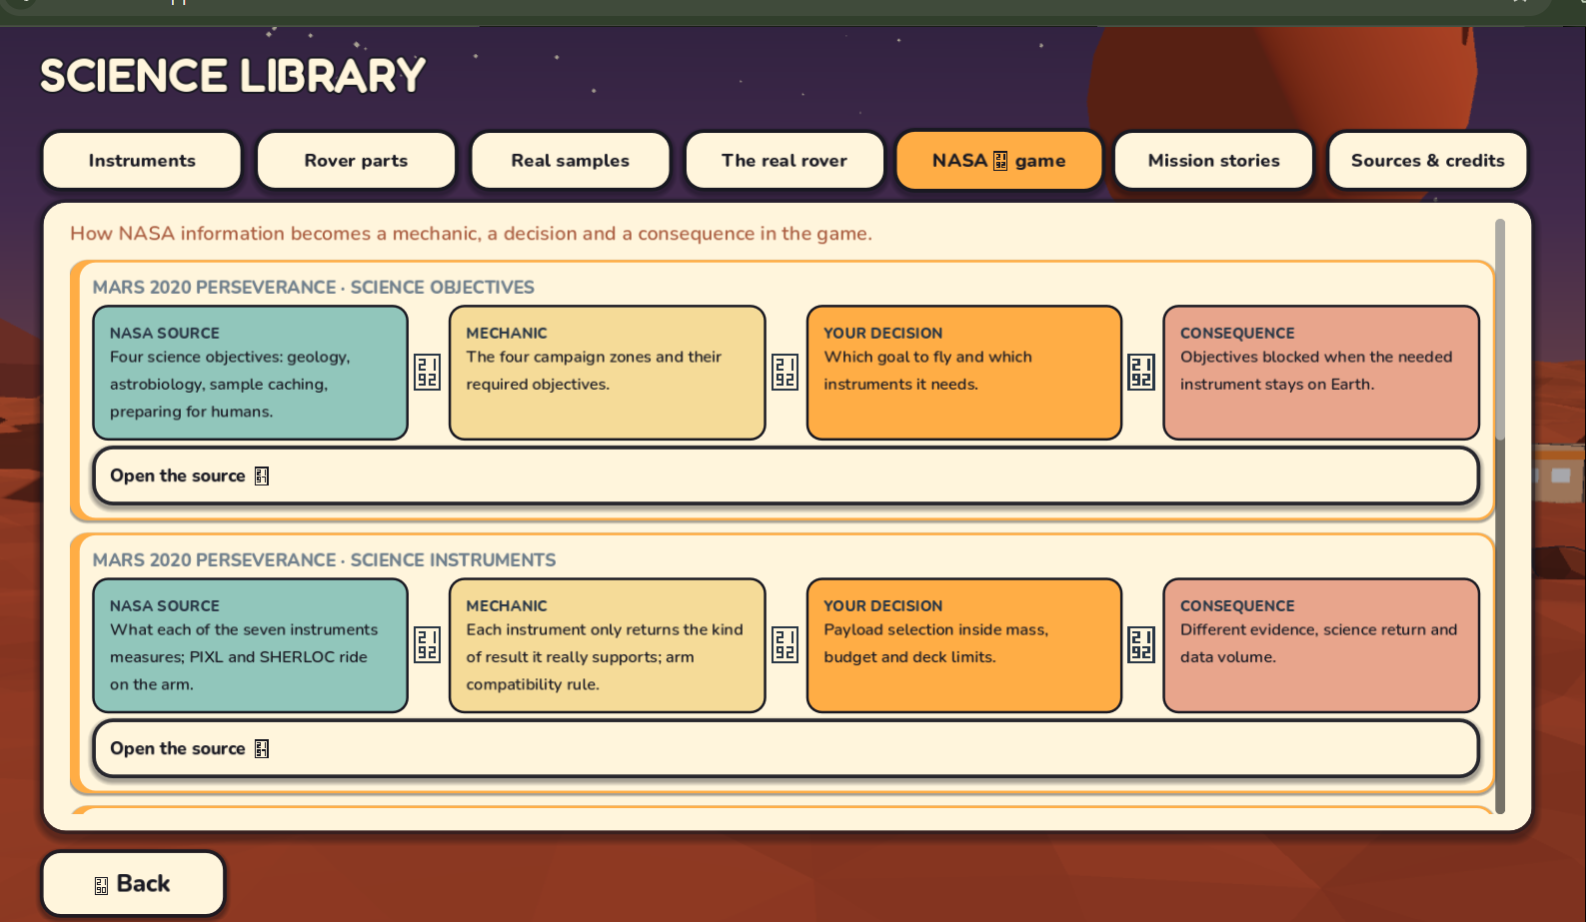 SCIENCE LIBRARY
Instruments
Rover parts
Real samples
The real rover
NASA game
Mission stories
Sources & credits
How NASA information becomes a mechanic, a decision and a consequence in the game.
MARS 2020 PERSEVERANCE · SCIENCE OBJECTIVES
NASA SOURCE
Four science objectives: geology,
astrobiology, sample caching,
preparing for humans.
2192
MECHANIC
The four campaign zones and their
required objectives.
2192
YOUR DECISION
Which goal to fly and which
instruments it needs.
2192
CONSEQUENCE
Objectives blocked when the needed
instrument stays on Earth.
Open the source
MARS 2020 PERSEVERANCE · SCIENCE INSTRUMENTS
NASA SOURCE
What each of the seven instruments
measures; PIXL and SHERLOC ride
on the arm.
2192
MECHANIC
Each instrument only returns the kind
of result it really supports; arm
compatibility rule.
2192
YOUR DECISION
Payload selection inside mass,
budget and deck limits.
2192
CONSEQUENCE
Different evidence, science return and
data volume.
Open the source
Back